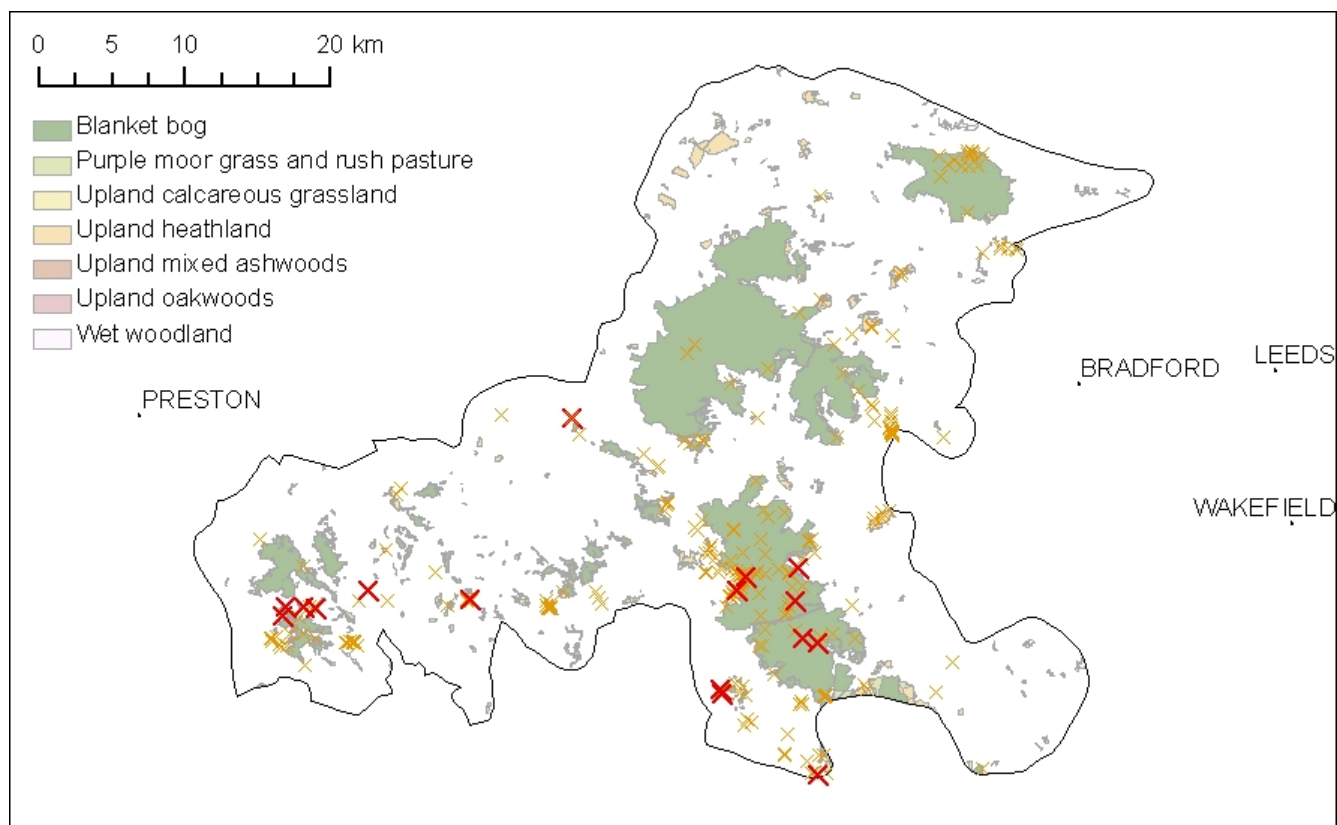 0 5 10 20 km
Blanket bog
Purple moor grass and rush pasture
Upland calcareous grassland
Upland heathland
Upland mixed ashwoods
Upland oakwoods
Wet woodland
PRESTON
BRADFORD
LEEDS
WAKEFIELD